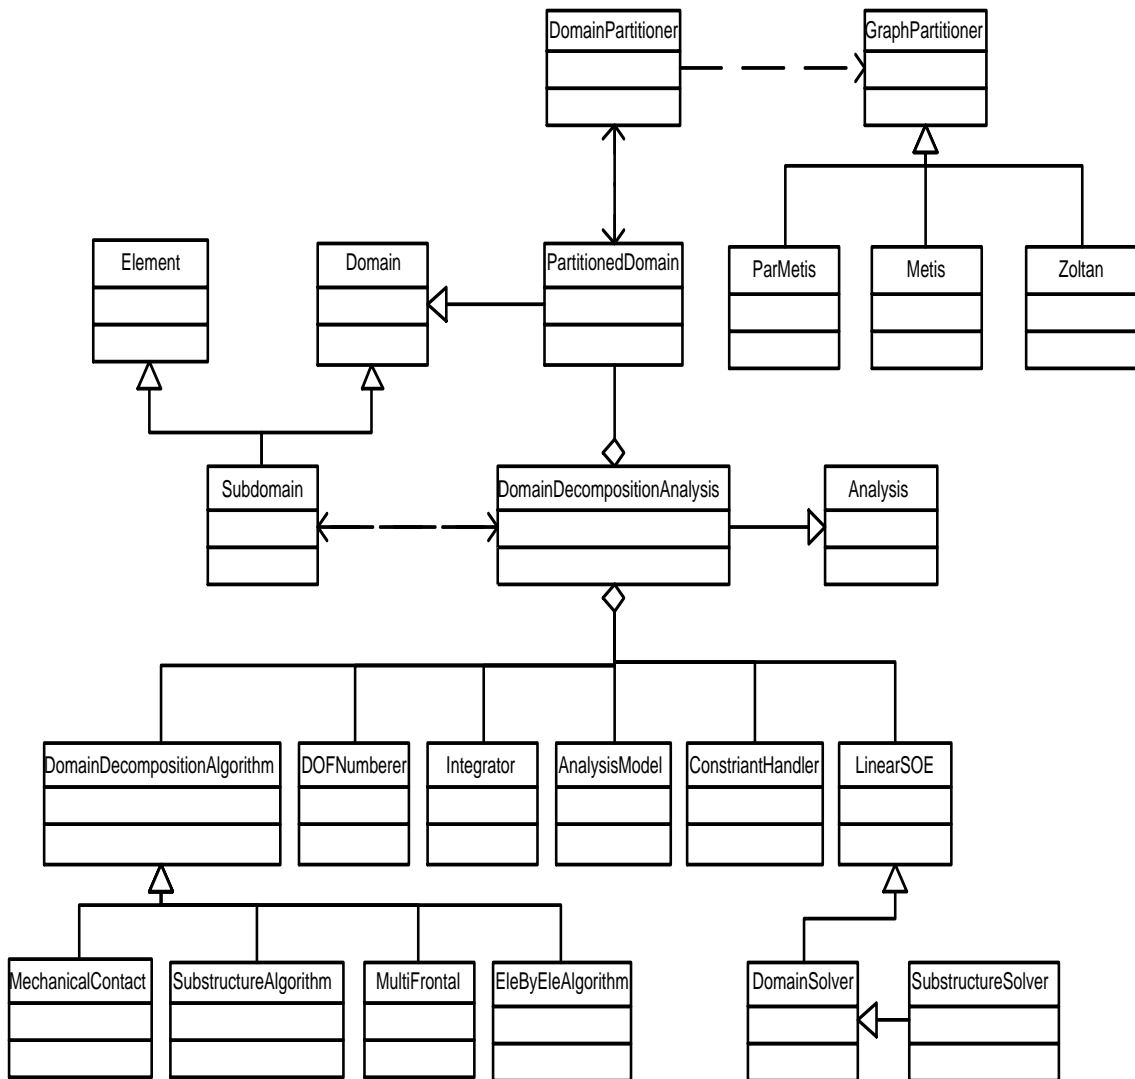 DomainPartitioner
GraphPartitioner
Element
Domain
PartitionedDomain
ParMetis
Metis
Zoltan
Subdomain
DomainDecompositionAnalysis
Analysis
DomainDecompositionAlgorithm
DOFNumberer
Integrator
AnalysisModel
ConstriantHandler
LinearSOE
MechanicalContact
SubstructureAlgorithm
MultiFrontal
EleByEleAlgorithm
DomainSolver
SubstructureSolver